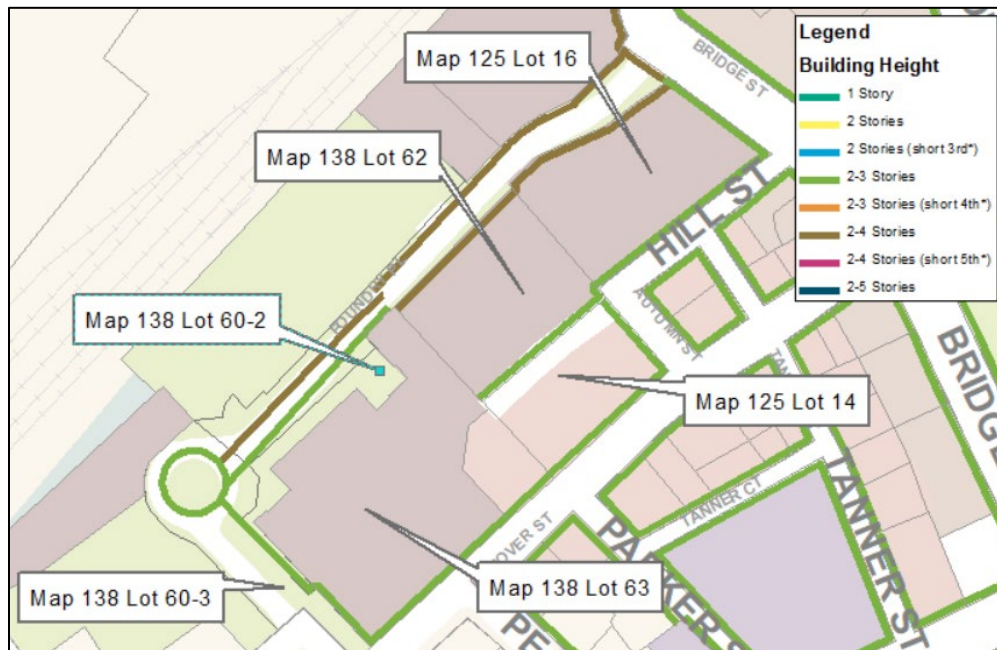 Legend
Building Height
1 Story
2 Stories
2 Stories (short 3rd*)
2-3 Stories
2-3 Stories (short 4th*)
2-4 Stories
2-4 Stories (short 5th*)
2-5 Stories
BRIDGE ST
Map 125 Lot 16
Map 138 Lot 62
HILL ST
Map 138 Lot 60-2
AUTUMN ST
BRIDGE
Map 125 Lot 14
TANNER CT
TANNER ST
OVER ST
PARKER S
Map 138 Lot 60-3
Map 138 Lot 63
PE